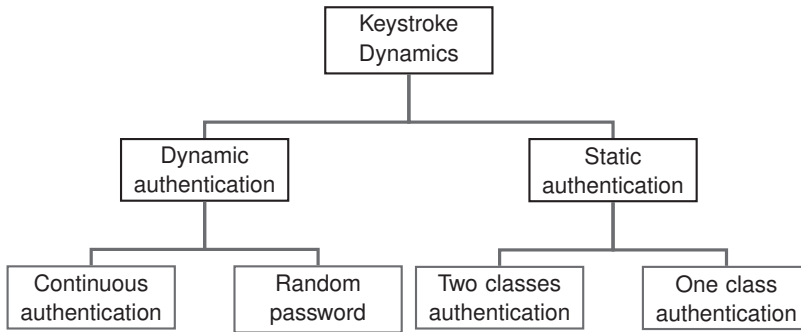 Keystroke
Dynamics
Dynamic
authentication
Static
authentication
Continuous
authentication
Random
password
Two classes
authentication
One class
authentication